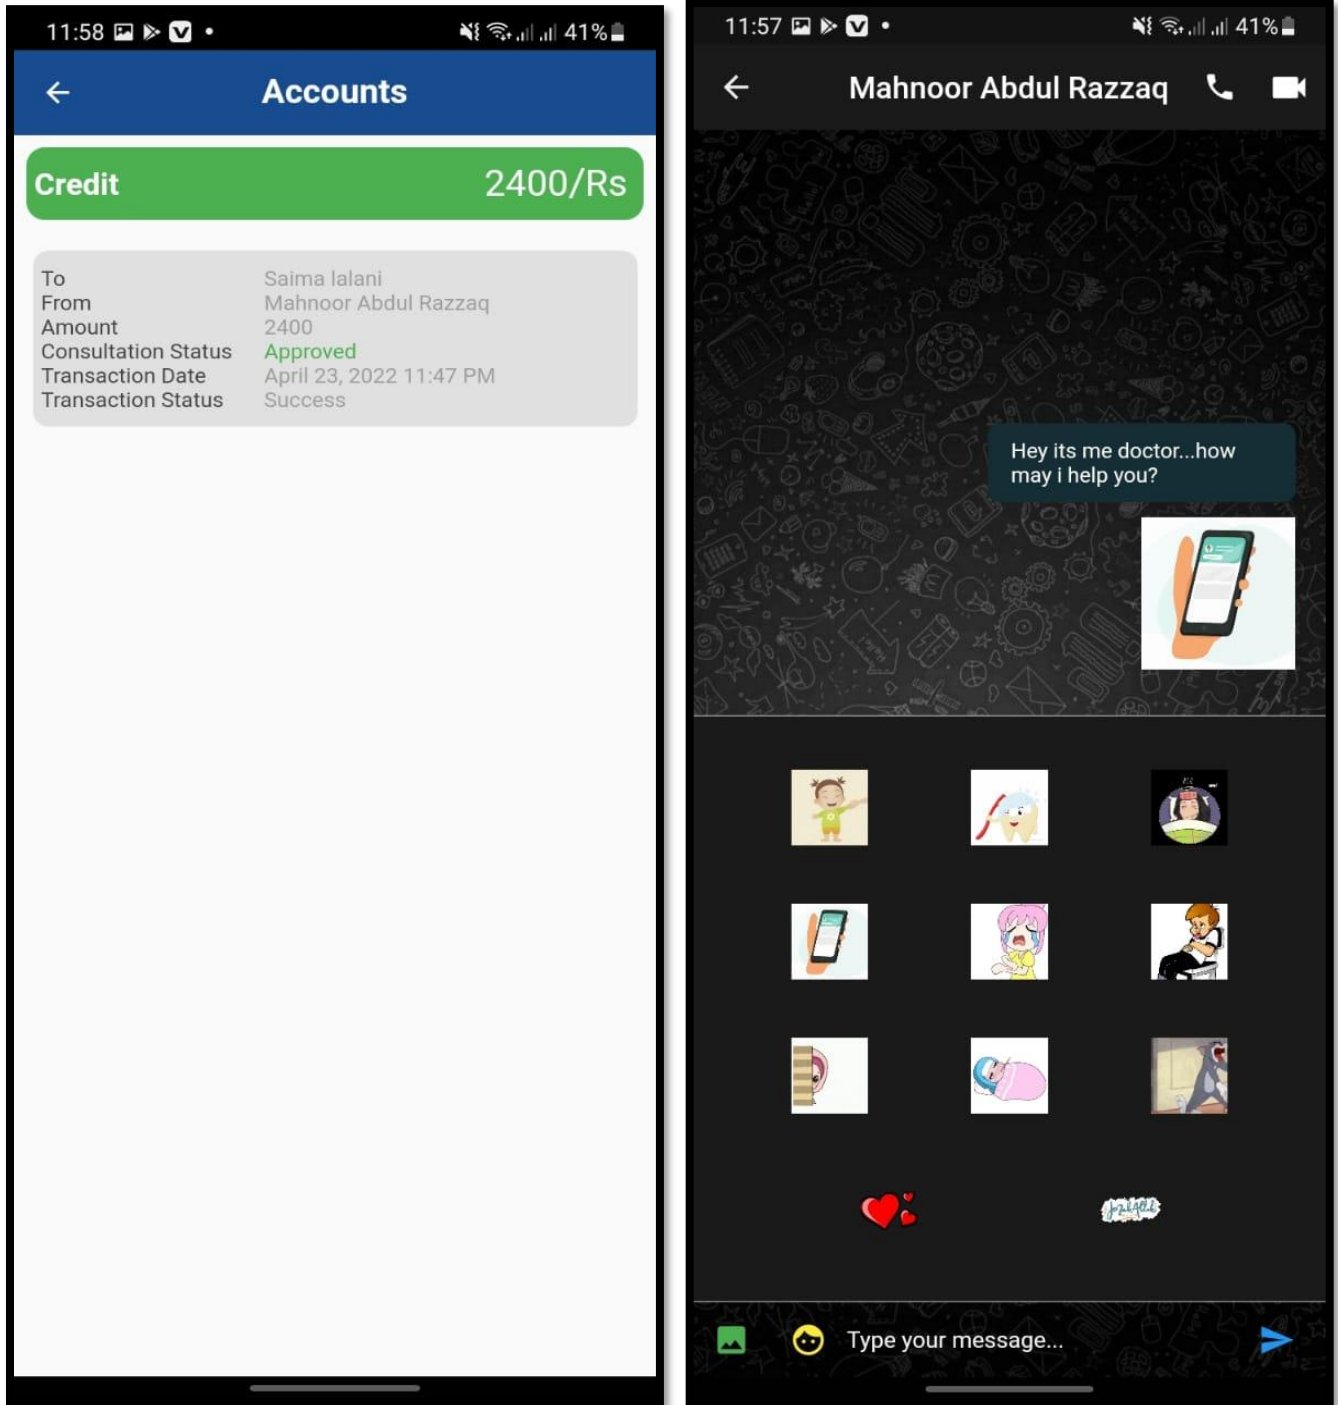 11:58
41%
Accounts
Credit 2400/Rs
To Saima lalani
From Mahnoor Abdul Razzaq
Amount 2400
Consultation Status Approved
Transaction Date April 23, 2022 11:47 PM
Transaction Status Success
11:57
41%
Mahnoor Abdul Razzaq
Hey its me doctor...how
may i help you?
Type your message...